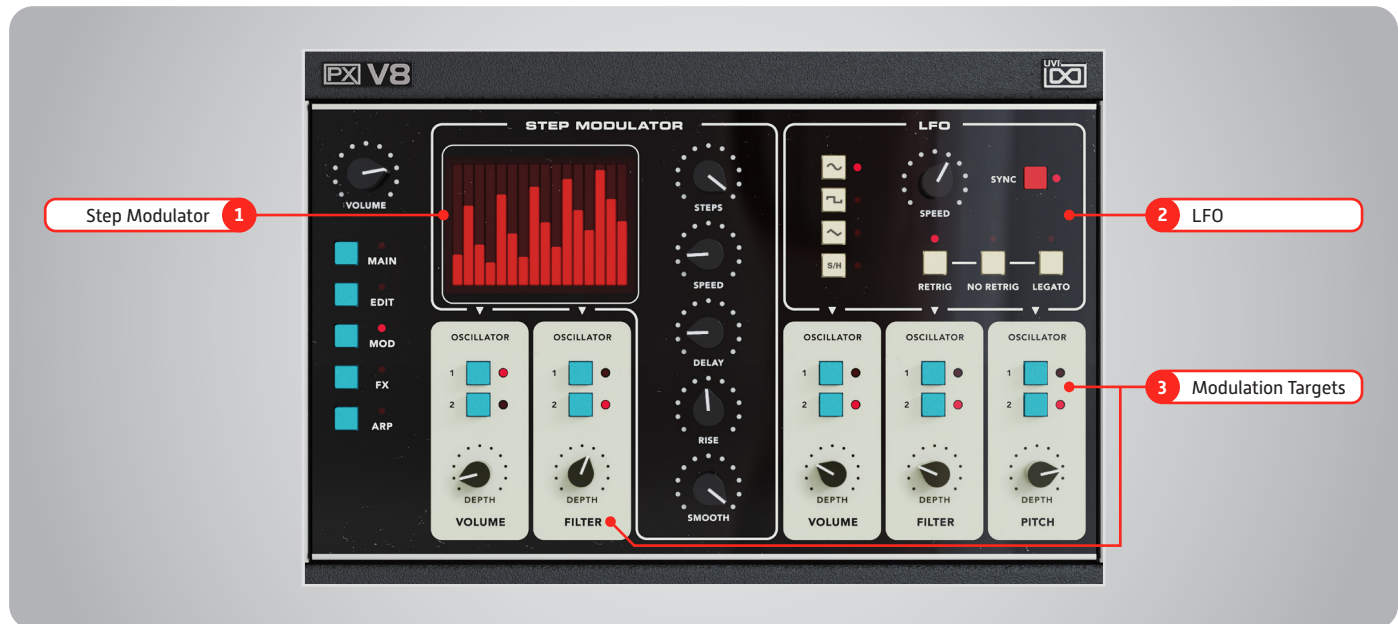 PX V8
UVI
STEP MODULATOR
LFO
VOLUME
STEPS
SPEED
SYNC
Step Modulator 1
2 LFO
MAIN
S/H
SPEED
RETRIG NO RETRIG LEGATO
EDIT
MOD
OSCILLATOR
OSCILLATOR
OSCILLATOR
OSCILLATOR
OSCILLATOR
DELAY
FX
1
1
1
1
1
3 Modulation Targets
ARP
2
2
2
2
2
RISE
DEPTH
DEPTH
DEPTH
DEPTH
DEPTH
SMOOTH
VOLUME
FILTER
VOLUME
FILTER
PITCH